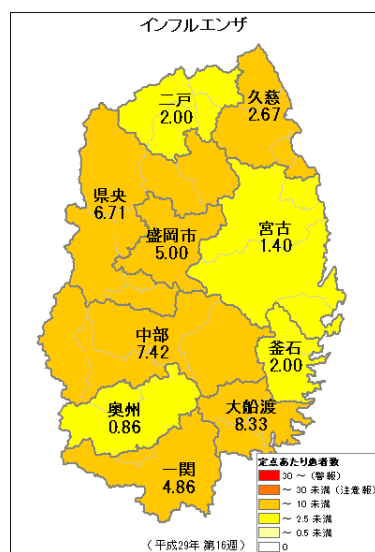 インフルエンザ
二戸
2.00
久慈
2.67
県央
6.71
盛岡市
5.00
宮古
1.40
中部
7.42
釜石
2.00
奥州
0.86
大船渡
8.33
一関
4.86
定点あたり患者数
30 ～ (警報)
～ 30 未満 (注意報)
～ 10 未満
～ 2.5 未満
～ 0.5 未満
0
（平成29年 第16週）